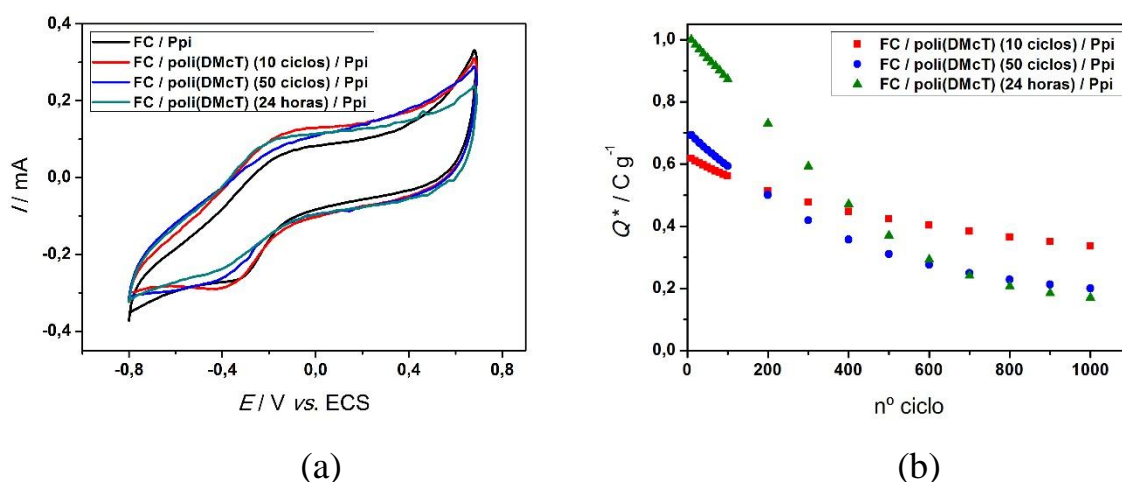 0,4
0,2
0,0
-0,2
-0,4
I / mA
FC / Ppi
FC / poli(DMcT) (10 ciclos) / Ppi
FC / poli(DMcT) (50 ciclos) / Ppi
FC / poli(DMcT) (24 horas) / Ppi
-0,8 -0,4 0,0 0,4 0,8
E / V vs. ECS
(a)
1,0
0,8
0,6
0,4
0,2
0,0
Q* / C g-1
FC / poli(DMcT) (10 ciclos) / Ppi
FC / poli(DMcT) (50 ciclos) / Ppi
FC / poli(DMcT) (24 horas) / Ppi
0 200 400 600 800 1000
nº ciclo
(b)